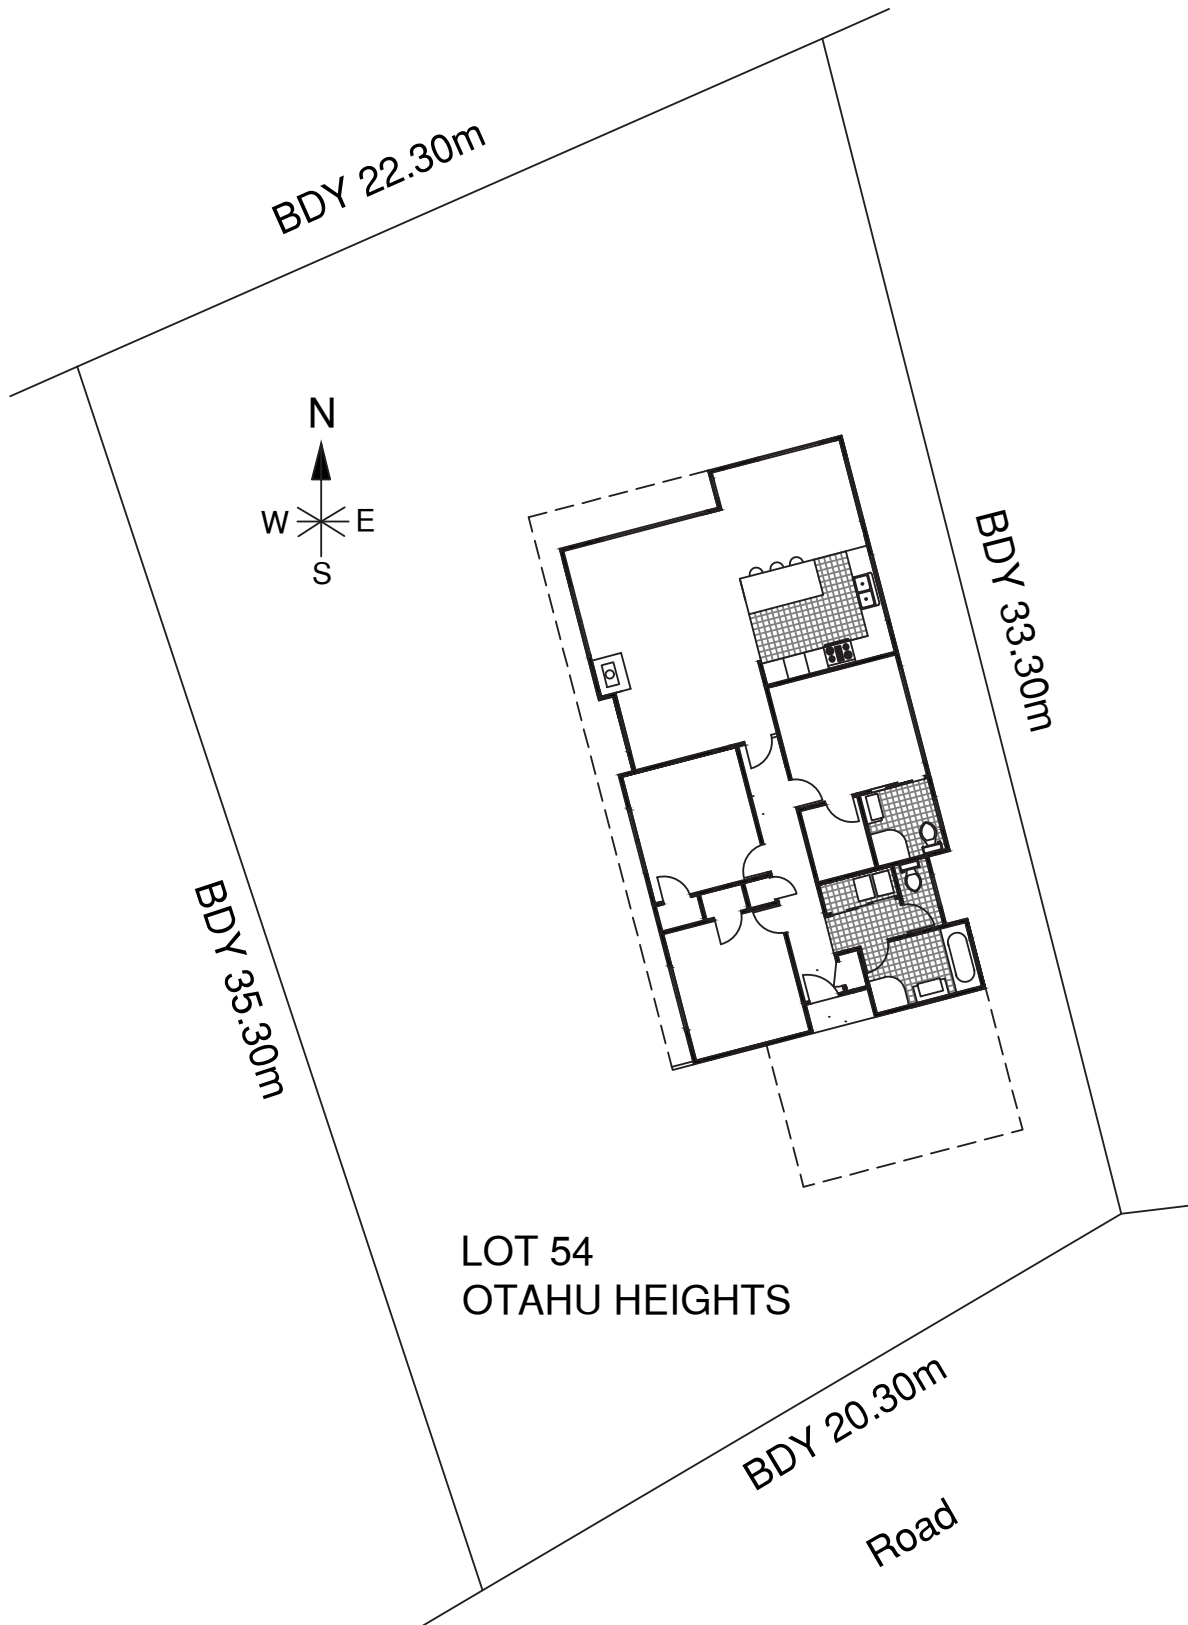 BDY 22.30m
N
W E
S
BDY 33.30m
BDY 35.30m
LOT 54
OTAHU HEIGHTS
BDY 20.30m
Road